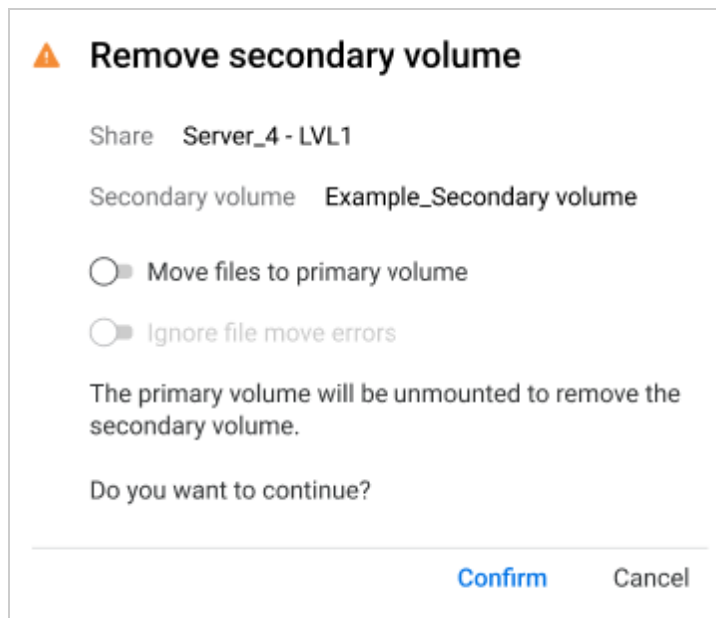 Remove secondary volume
Share Server_4 - LVL1
Secondary volume Example_Secondary volume
Move files to primary volume
Ignore file move errors
The primary volume will be unmounted to remove the
secondary volume.
Do you want to continue?
Confirm Cancel